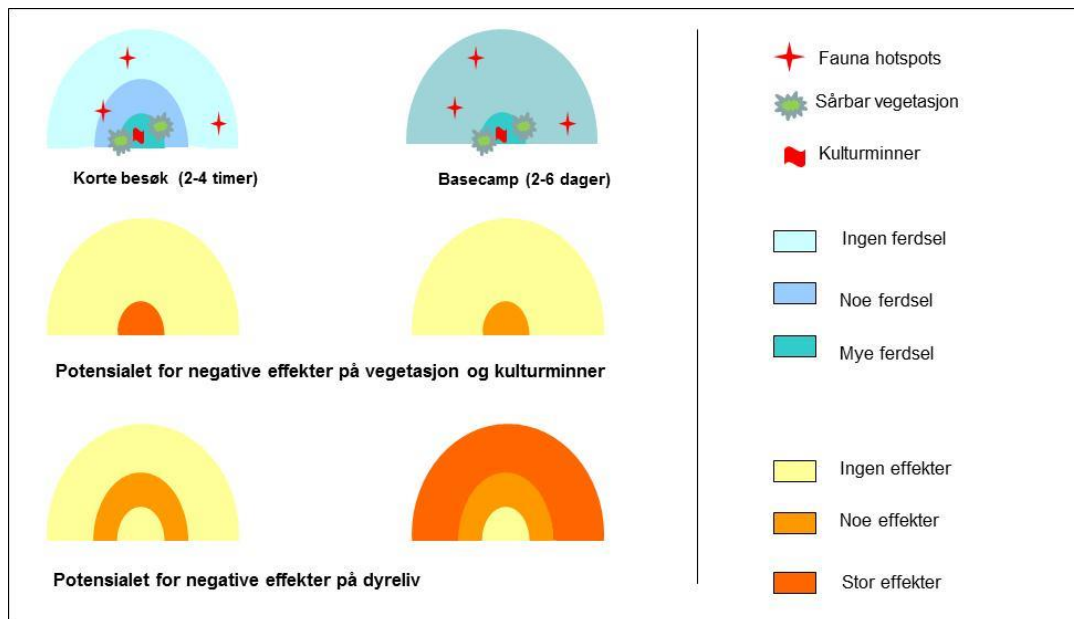 Korte besøk (2-4 timer)
Basecamp (2-6 dager)
Potensialet for negative effekter på vegetasjon og kulturminner
Potensialet for negative effekter på dyreliv
Fauna hotspots
Sårbar vegetasjon
Kulturminner
Ingen ferdsel
Noe ferdsel
Mye ferdsel
Ingen effekter
Noe effekter
Stor effekter